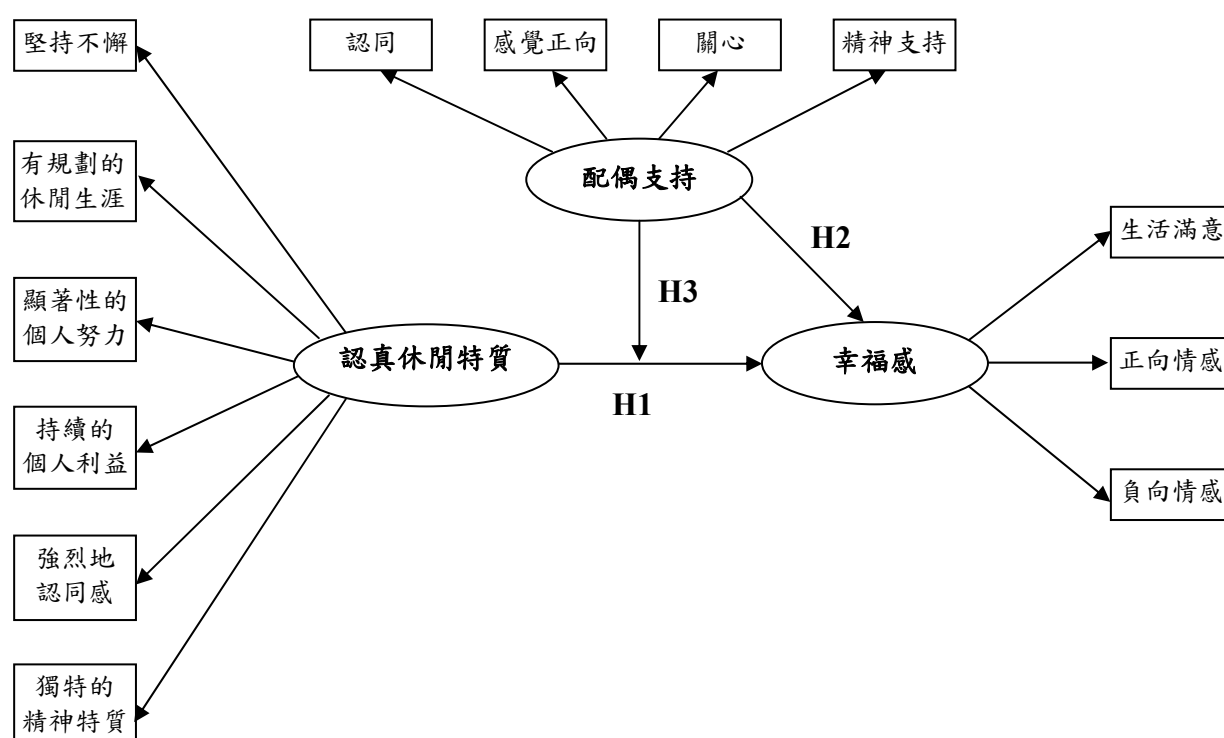 堅持不懈
認同
感覺正向
關心
精神支持
有規劃的
休閒生涯
配偶支持
生活滿意
H2
H3
顯著性的
個人努力
認真休閒特質
幸福感
正向情感
H1
持續的
個人利益
負向情感
強烈地
認同感
獨特的
精神特質